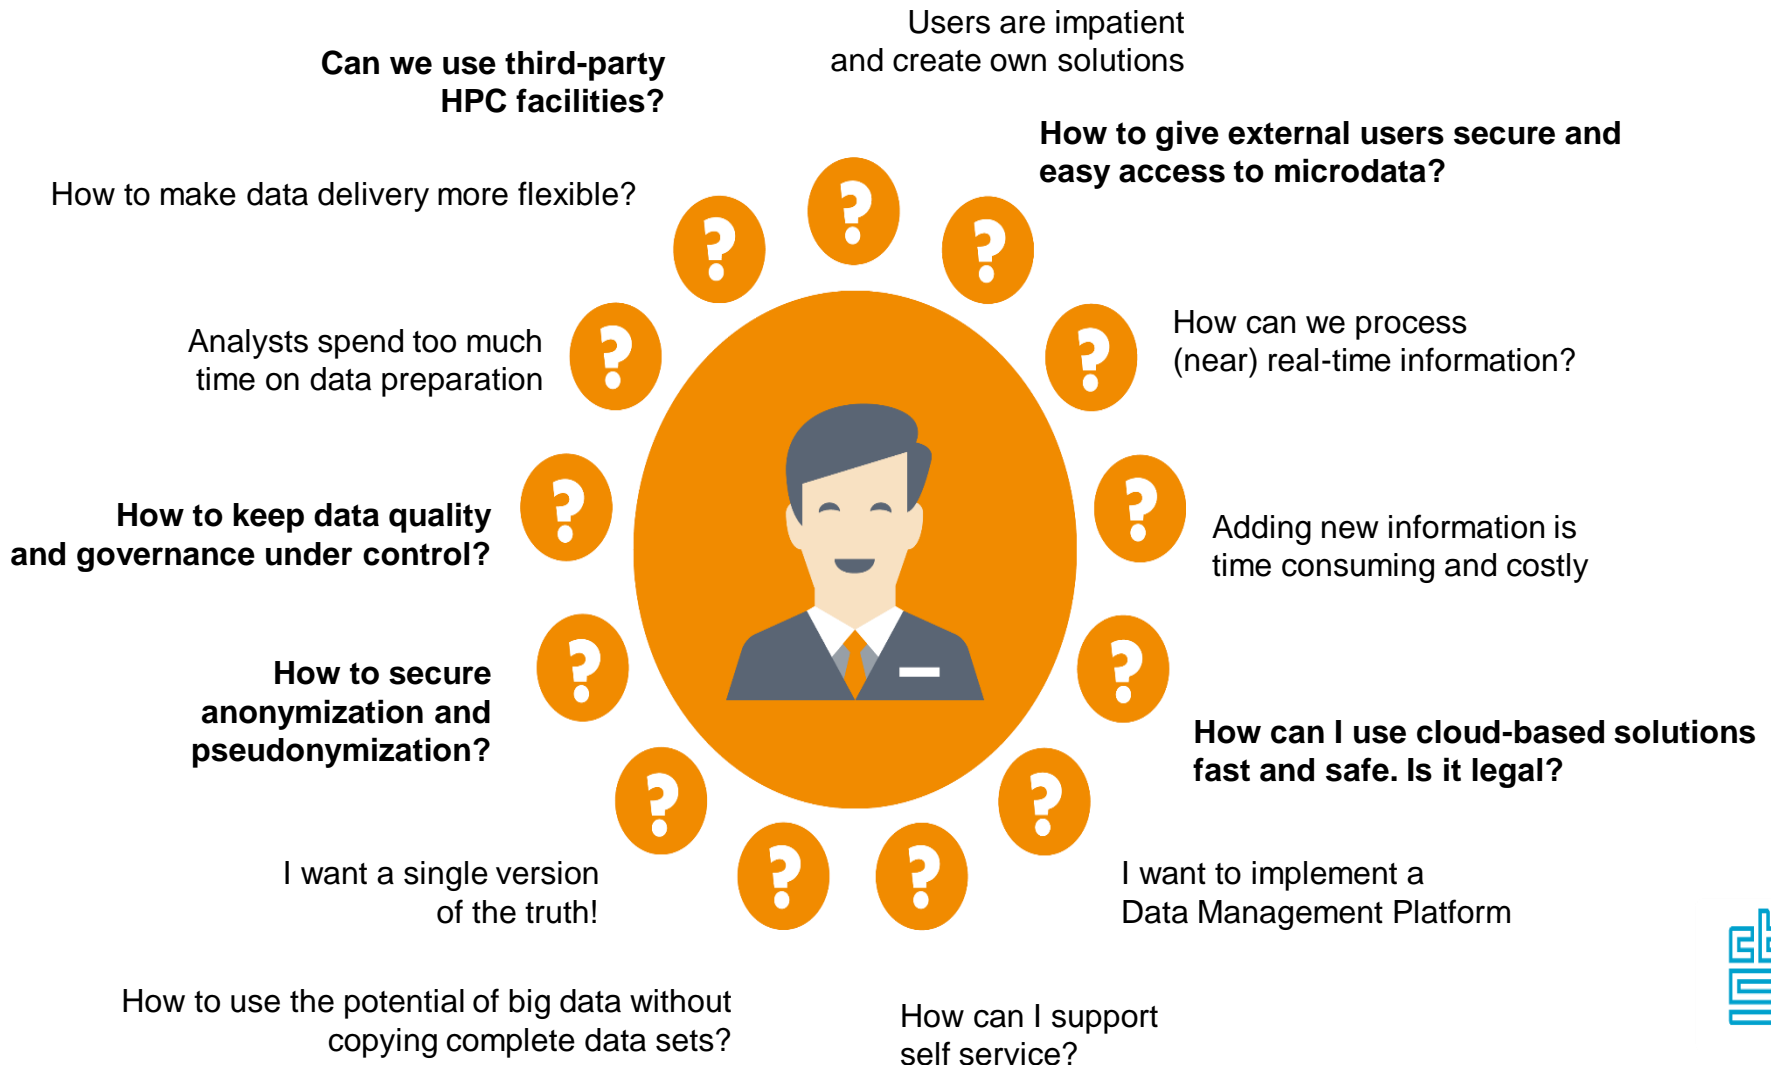 Users are impatient
and create own solutions
Can we use third-party
HPC facilities?
How to give external users secure and
easy access to microdata?
How to make data delivery more flexible?
How can we process
(near) real-time information?
Analysts spend too much
time on data preparation
How to keep data quality
and governance under control?
Adding new information is
time consuming and costly
How to secure
anonymization and
pseudonymization?
How can I use cloud-based solutions
fast and safe. Is it legal?
I want a single version
of the truth!
I want to implement a
Data Management Platform
How to use the potential of big data without
copying complete data sets?
How can I support
self service?